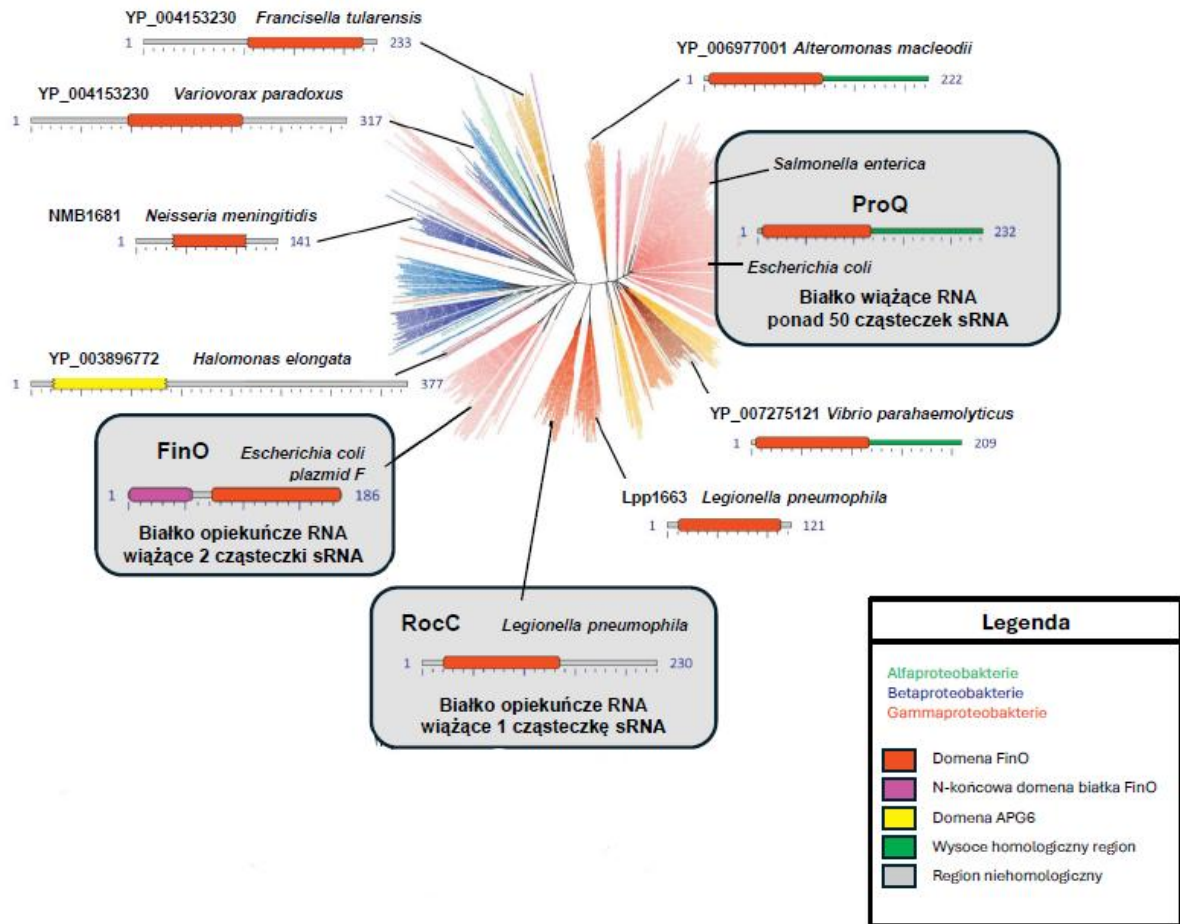 YP_004153230 Francisella tularensis
1 233
YP_006977001 Alteromonas macleodii
1 222
YP_004153230 Variovorax paradoxus
1 317
Salmonella enterica
ProQ
1 232
Escherichia coli
Białko wiążące RNA
ponad 50 cząsteczek sRNA
NMB1681 Neisseria meningitidis
1 141
YP_003896772 Halomonas elongata
1 377
YP_007275121 Vibrio parahaemolyticus
1 209
FinO Escherichia coli
plazmid F
1 186
Białko opiekuńcze RNA
wiążące 2 cząsteczki sRNA
Lpp1663 Legionella pneumophila
1 121
RocC Legionella pneumophila
1 230
Białko opiekuńcze RNA
wiążące 1 cząsteczkę sRNA
Legenda
Alfaproteobakterie
Betaproteobakterie
Gammaproteobakterie
Domena FinO
N-końcowa domena białka FinO
Domena APG6
Wysoce homologiczny region
Region niehomologiczny